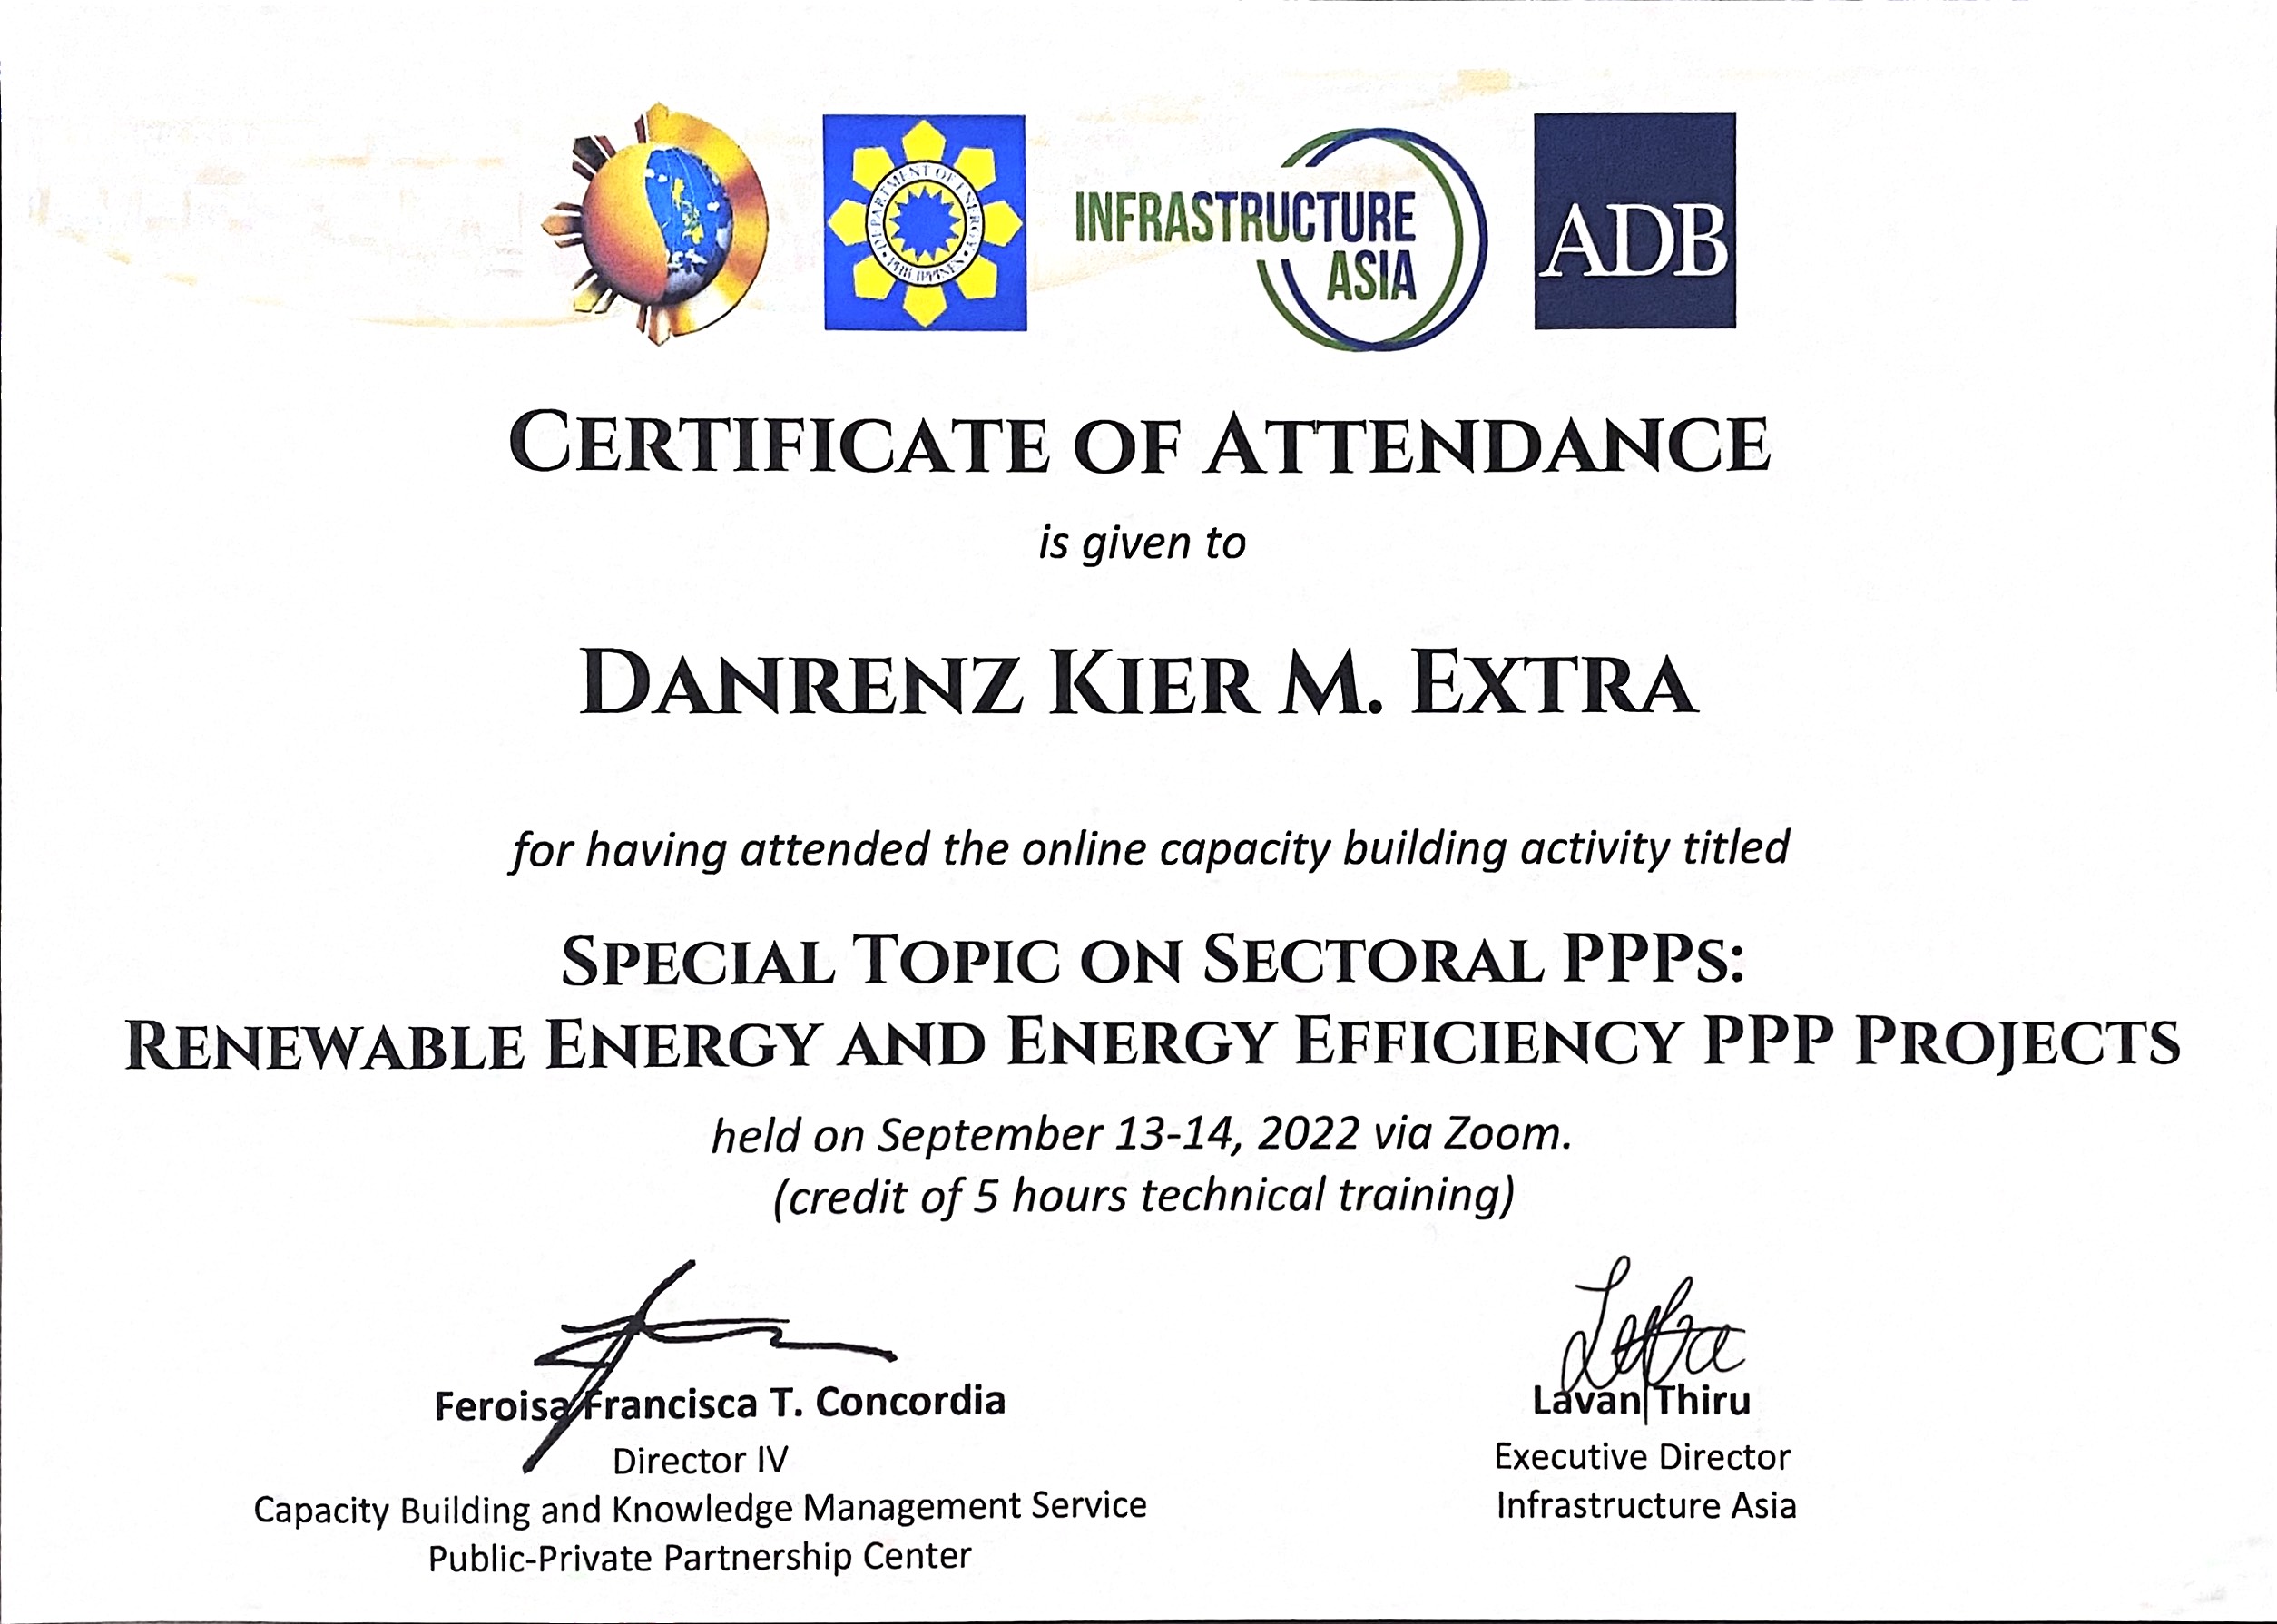 DEPARTMENT OF ENERGY
PHILIPPINES
INFRASTRUCTURE
ASIA
ADB
CERTIFICATE OF ATTENDANCE
is given to
DANRENZ KIER M. EXTRA
for having attended the online capacity building activity titled
SPECIAL TOPIC ON SECTORAL PPPS:
RENEWABLE ENERGY AND ENERGY EFFICIENCY PPP PROJECTS
held on September 13-14, 2022 via Zoom.
(credit of 5 hours technical training)
Feroisa Francisca T. Concordia
Director IV
Capacity Building and Knowledge Management Service
Public-Private Partnership Center
Lavan Thiru
Executive Director
Infrastructure Asia